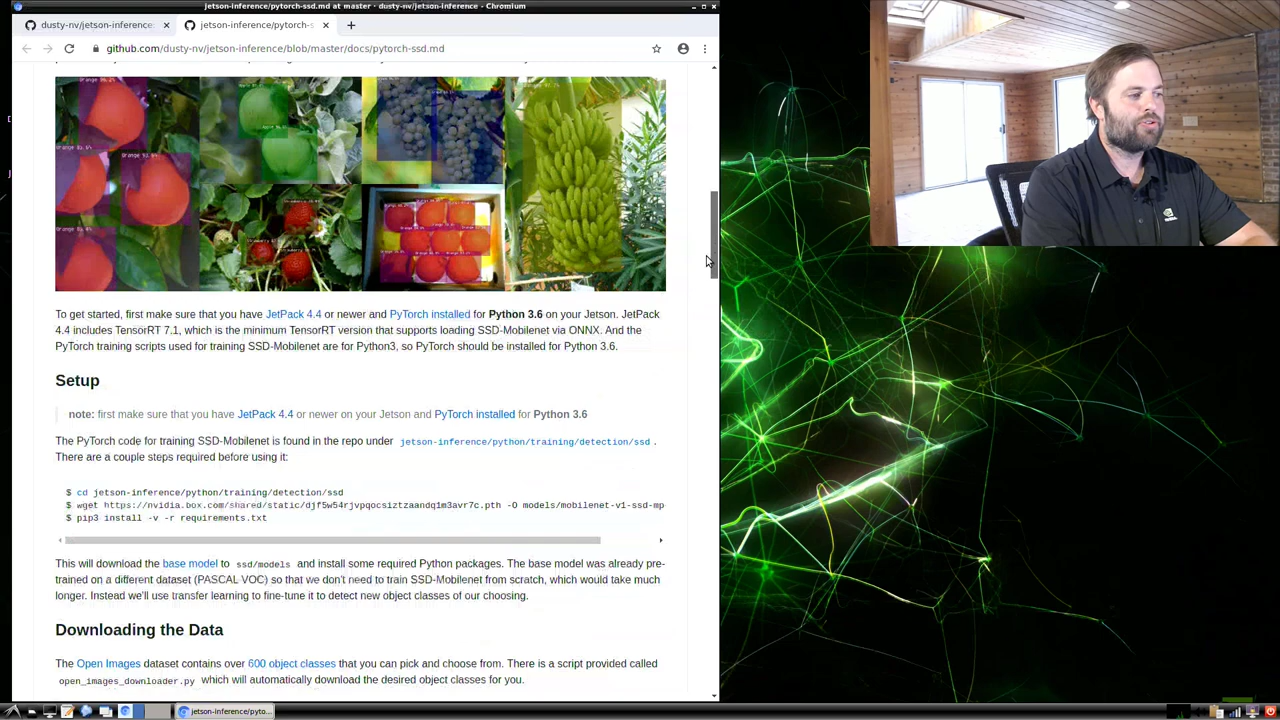 jetson-inference/pytorch-ssd.md at master · dusty-nv/jetson-inference - Chromium
dusty-nv/jetson-inference
jetson-inference/pytorch-s
github.com/dusty-nv/jetson-inference/blob/master/docs/pytorch-ssd.md
To get started, first make sure that you have JetPack 4.4 or newer and PyTorch installed for Python 3.6 on your Jetson. JetPack
4.4 includes TensorRT 7.1, which is the minimum TensorRT version that supports loading SSD-Mobilenet via ONNX. And the
PyTorch training scripts used for training SSD-Mobilenet are for Python3, so PyTorch should be installed for Python 3.6.
Setup
note: first make sure that you have JetPack 4.4 or newer on your Jetson and PyTorch installed for Python 3.6
The PyTorch code for training SSD-Mobilenet is found in the repo under jetson-inference/python/training/detection/ssd .
There are a couple steps required before using it:
$ cd jetson-inference/python/training/detection/ssd
$ wget https://nvidia.box.com/shared/static/djf5w54rjvpqocsiztzaandq1m3avr7c.pth -O models/mobilenet-v1-ssd-mp
$ pip3 install -v -r requirements.txt
This will download the base model to ssd/models and install some required Python packages. The base model was already pre-
trained on a different dataset (PASCAL VOC) so that we don't need to train SSD-Mobilenet from scratch, which would take much
longer. Instead we'll use transfer learning to fine-tune it to detect new object classes of our choosing.
Downloading the Data
The Open Images dataset contains over 600 object classes that you can pick and choose from. There is a script provided called
open_images_downloader.py which will automatically download the desired object classes for you.
jetson-inference/pyto...